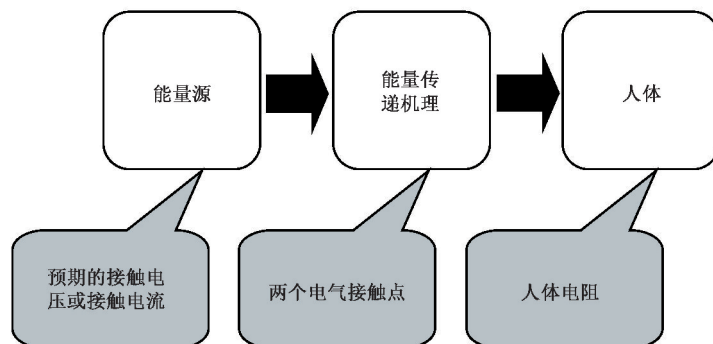 能量源
能量传
递机理
人体
预期的接触电
压或接触电流
两个电气接触点
人体电阻